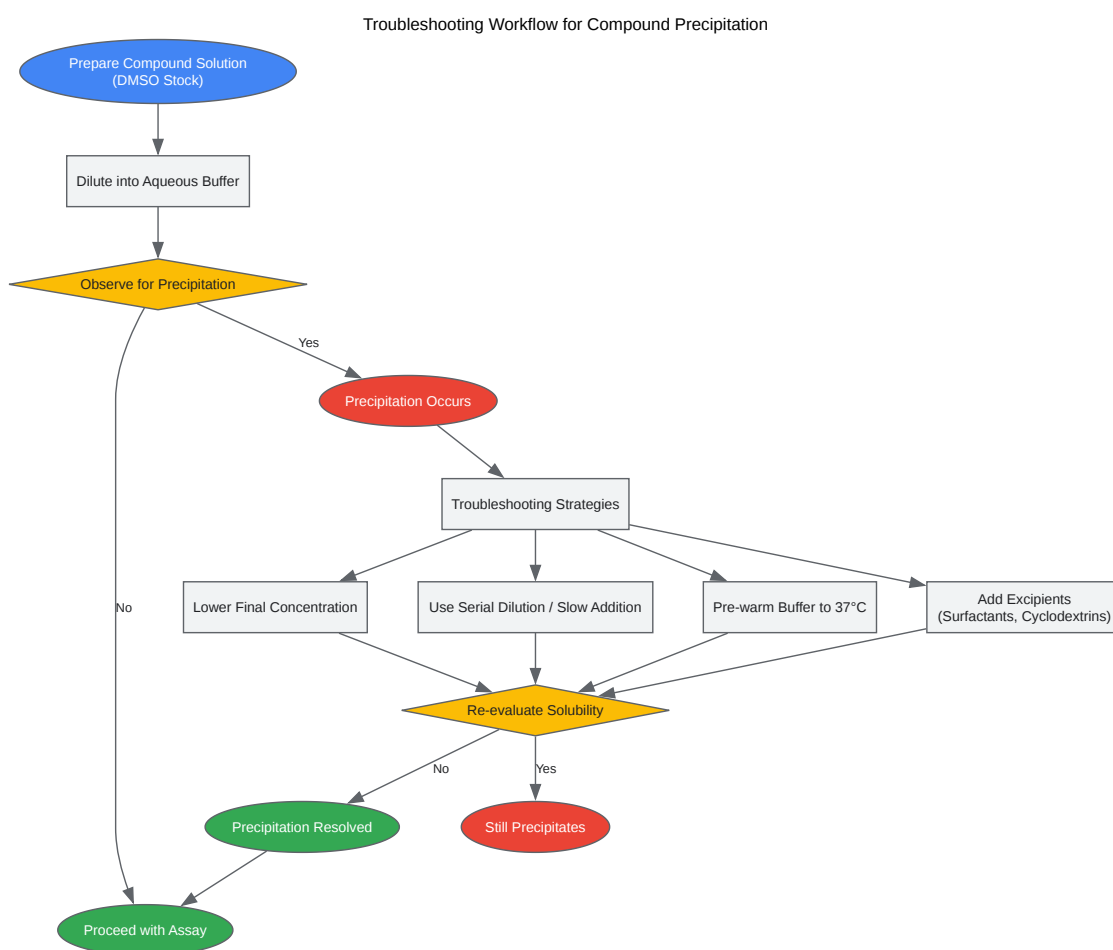 Troubleshooting Workflow for Compound Precipitation
Prepare Compound Solution
(DMSO Stock)
Dilute into Aqueous Buffer
Observe for Precipitation
Yes
Precipitation Occurs
Troubleshooting Strategies
Lower Final Concentration
Use Serial Dilution / Slow Addition
Pre-warm Buffer to 37°C
Add Excipients
(Surfactants, Cyclodextrins)
No
Re-evaluate Solubility
No
Yes
Precipitation Resolved
Still Precipitates
Proceed with Assay